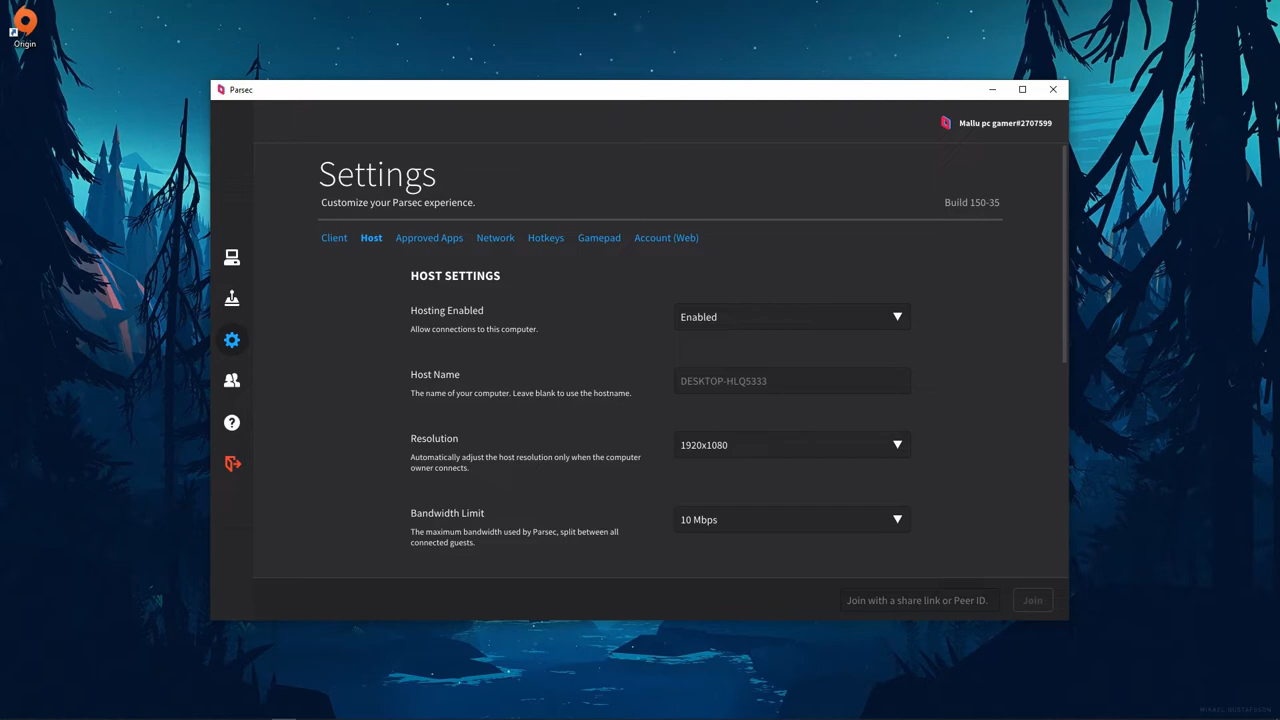 Origin
Parsec
Mallu pc gamer#2707599
Settings
Customize your Parsec experience.
Build 150-35
Client Host Approved Apps Network Hotkeys Gamepad Account (Web)
HOST SETTINGS
Hosting Enabled
Allow connections to this computer.
Enabled
Host Name
The name of your computer. Leave blank to use the hostname.
DESKTOP-HLQ5333
Resolution
Automatically adjust the host resolution only when the computer
owner connects.
1920x1080
Bandwidth Limit
The maximum bandwidth used by Parsec, split between all
connected guests.
10 Mbps
Join with a share link or Peer ID.
Join
MIKAEL GUSTAFSSON